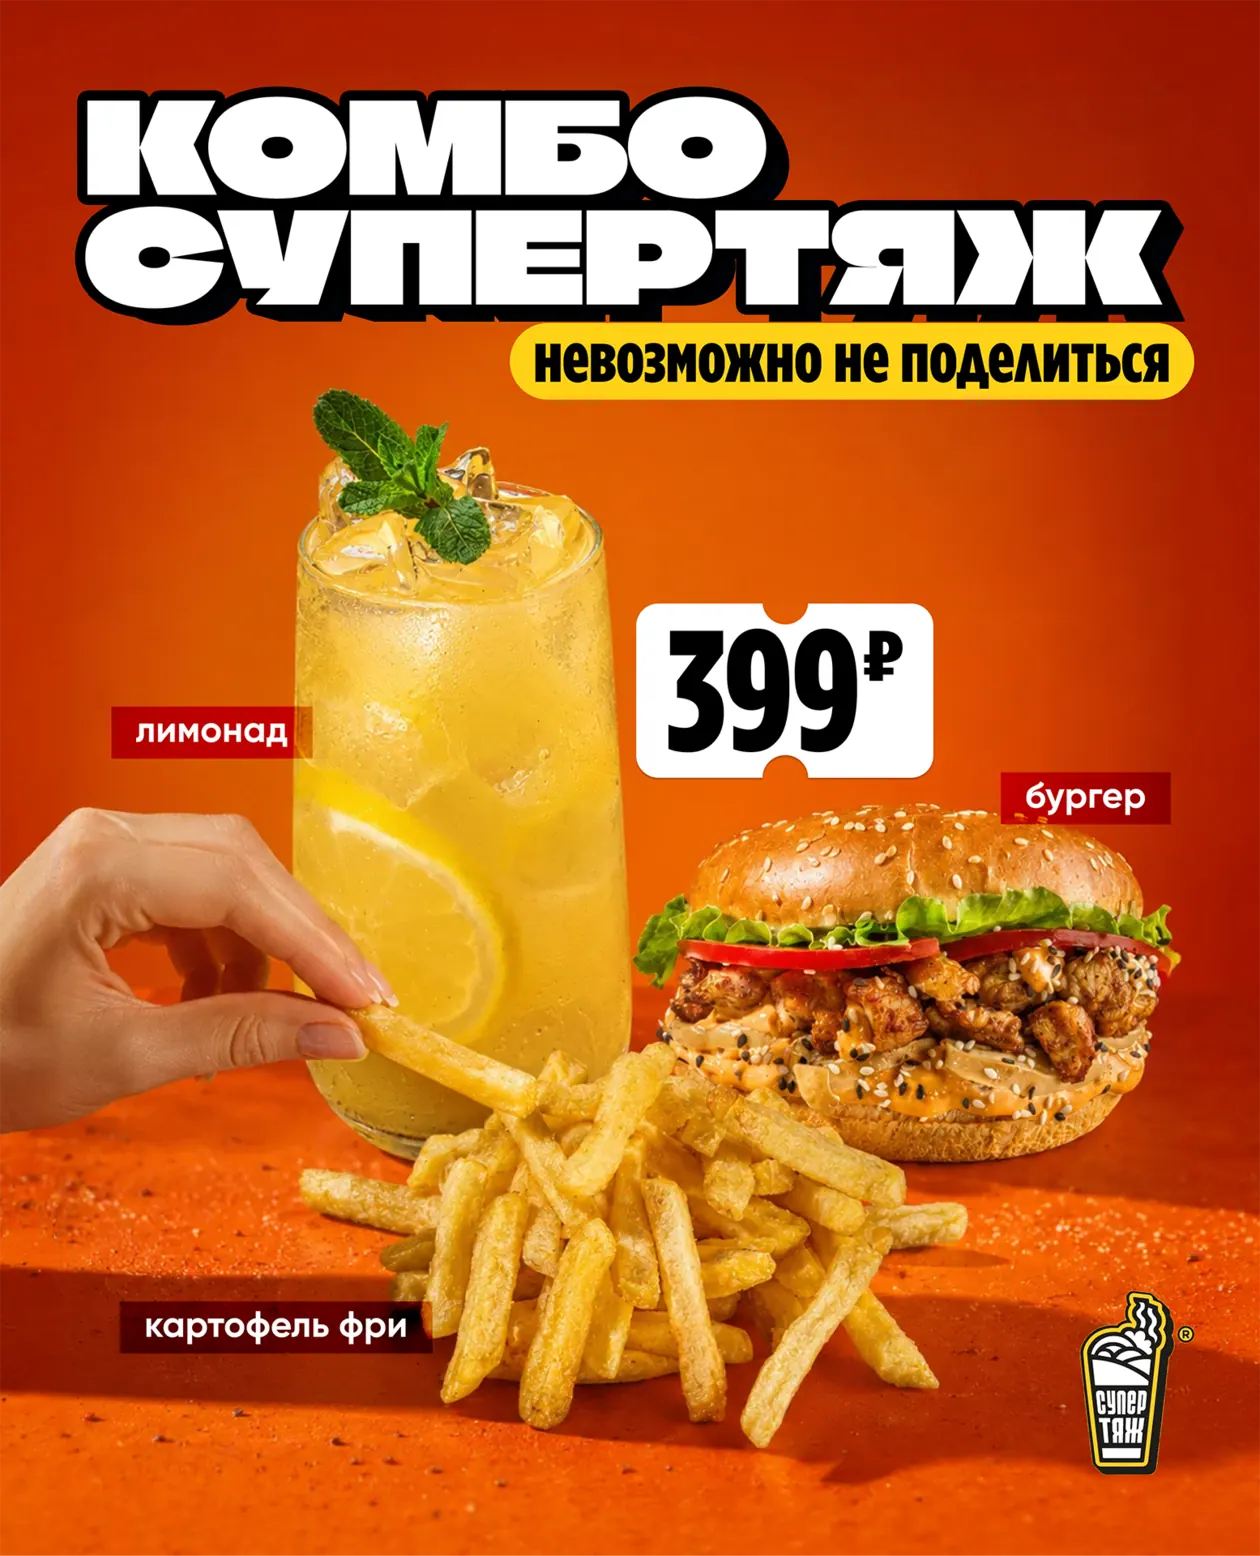 КОМБО
СУПЕРТЯЖ
невозможно не поделиться
399₽
лимонад
бургер
картофель фри
СУПЕР
ТЯЖ
®